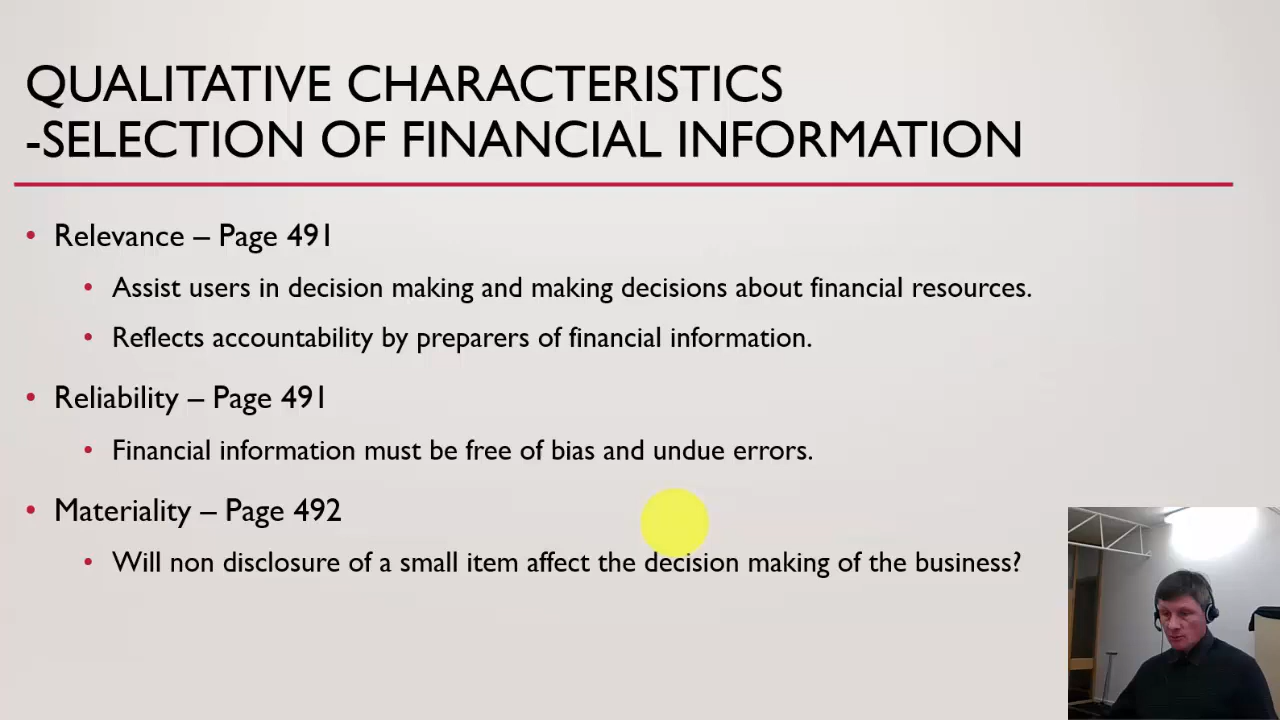 QUALITATIVE CHARACTERISTICS
-SELECTION OF FINANCIAL INFORMATION
• Relevance – Page 491
• Assist users in decision making and making decisions about financial resources.
• Reflects accountability by preparers of financial information.
• Reliability – Page 491
• Financial information must be free of bias and undue errors.
• Materiality – Page 492
• Will non disclosure of a small item affect the decision making of the business?